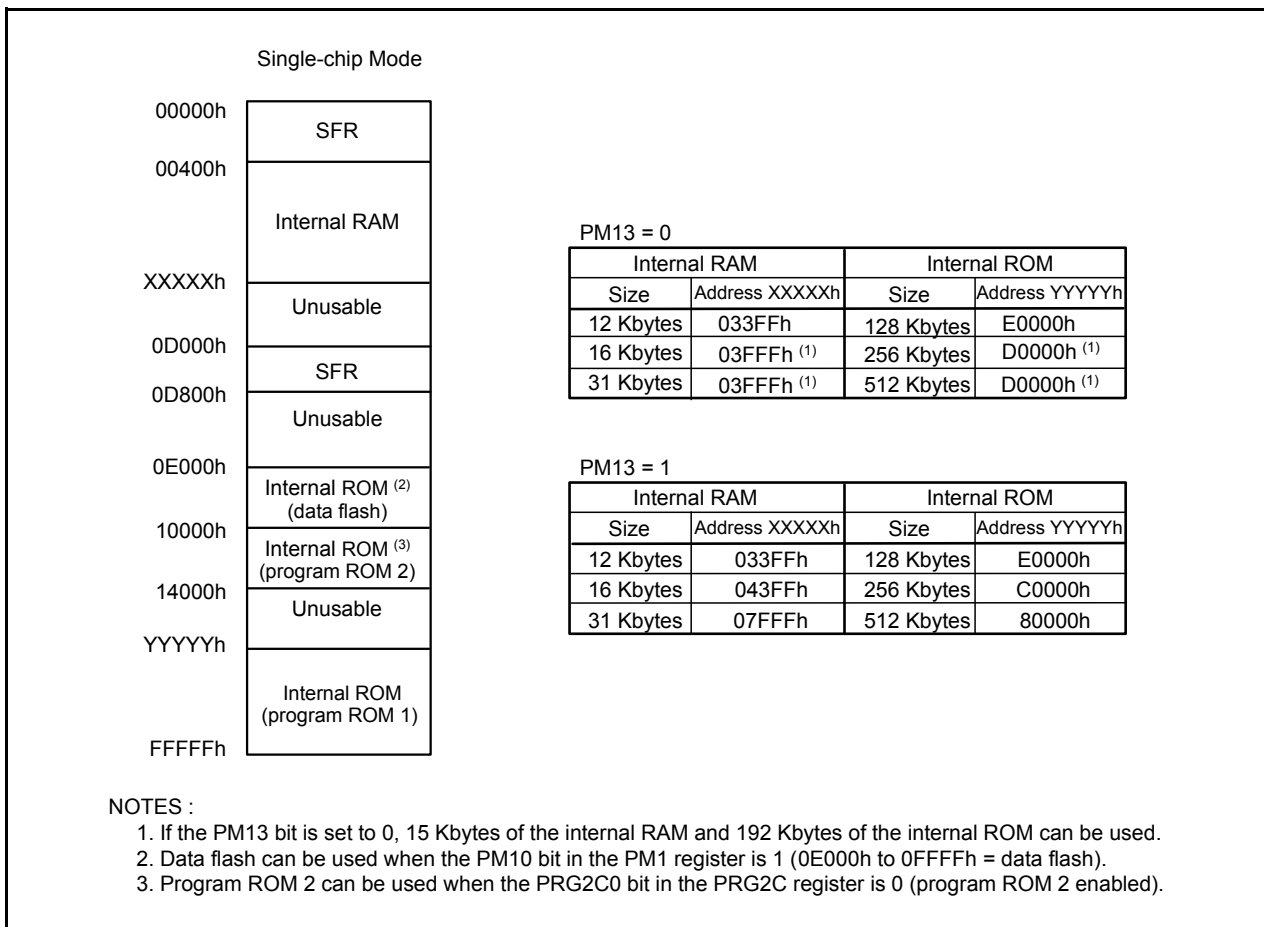 Single-chip Mode
00000h
SFR
00400h
Internal RAM
XXXXXh
Unusable
0D000h
SFR
0D800h
Unusable
0E000h
Internal ROM (2)
(data flash)
10000h
Internal ROM (3)
(program ROM 2)
14000h
Unusable
YYYYYh
Internal ROM
(program ROM 1)
FFFFFh
PM13 = 0
Internal RAM Internal ROM
Size Address XXXXXh Size Address YYYYYh
12 Kbytes 033FFh 128 Kbytes E0000h
16 Kbytes 03FFFh (1) 256 Kbytes D0000h (1)
31 Kbytes 03FFFh (1) 512 Kbytes D0000h (1)
PM13 = 1
Internal RAM Internal ROM
Size Address XXXXXh Size Address YYYYYh
12 Kbytes 033FFh 128 Kbytes E0000h
16 Kbytes 043FFh 256 Kbytes C0000h
31 Kbytes 07FFFh 512 Kbytes 80000h
NOTES :
1. If the PM13 bit is set to 0, 15 Kbytes of the internal RAM and 192 Kbytes of the internal ROM can be used.
2. Data flash can be used when the PM10 bit in the PM1 register is 1 (0E000h to 0FFFFh = data flash).
3. Program ROM 2 can be used when the PRG2C0 bit in the PRG2C register is 0 (program ROM 2 enabled).